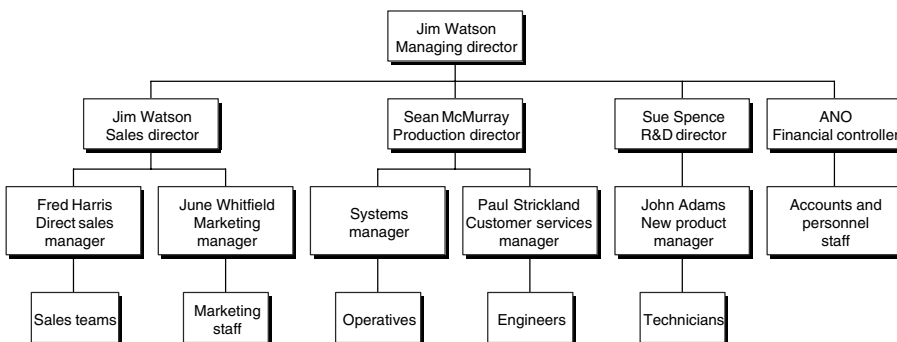 Jim Watson
Managing director
Jim Watson
Sales director
Sean McMurray
Production director
Sue Spence
R&D director
ANO
Financial controller
Fred Harris
Direct sales
manager
June Whitfield
Marketing
manager
Systems
manager
Paul Strickland
Customer services
manager
John Adams
New product
manager
Accounts and
personnel
staff
Sales teams
Marketing
staff
Operatives
Engineers
Technicians